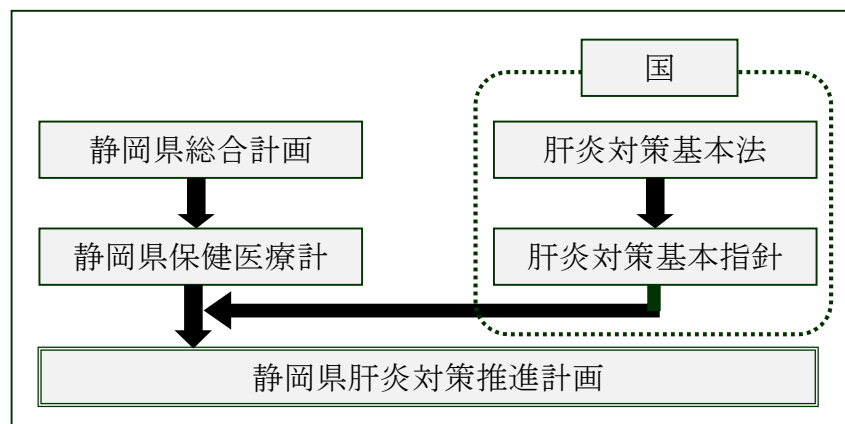 国
静岡県総合計画
肝炎対策基本法
静岡県保健医療計
肝炎対策基本指針
静岡県肝炎対策推進計画